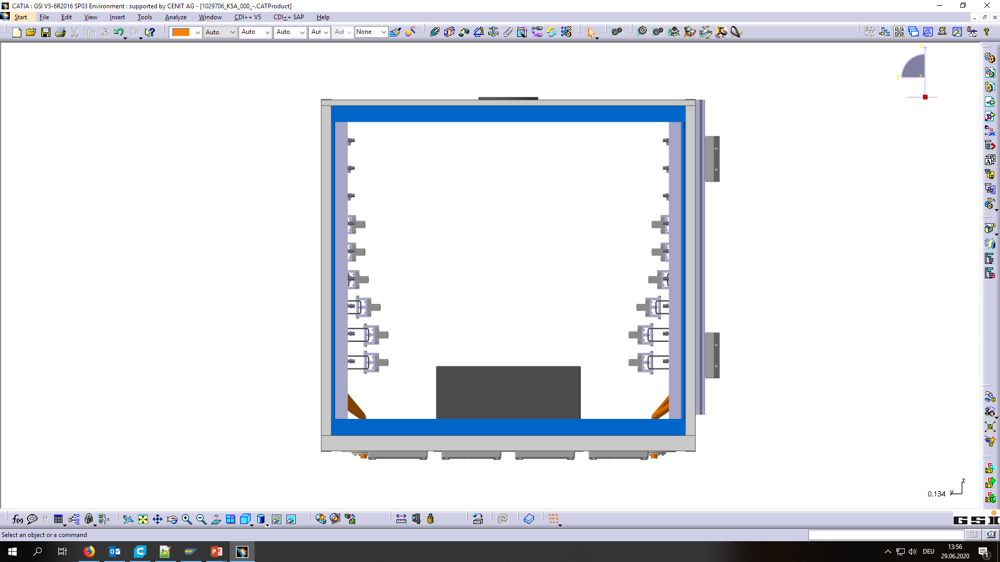 CATIA : GSI V5-6R2016 SP03 Environment : supported by CENIT AG - [1029706_K5A_000_-.CATProduct]
Start File Edit View Insert Tools Analyze Window CDI++ V5 CDI++ SAP Help
Auto Auto Auto Aut Aut None
z
y
z
0,134 y
f(x)
GSI
Select an object or a command
DEU
13:56
29.06.2020
1